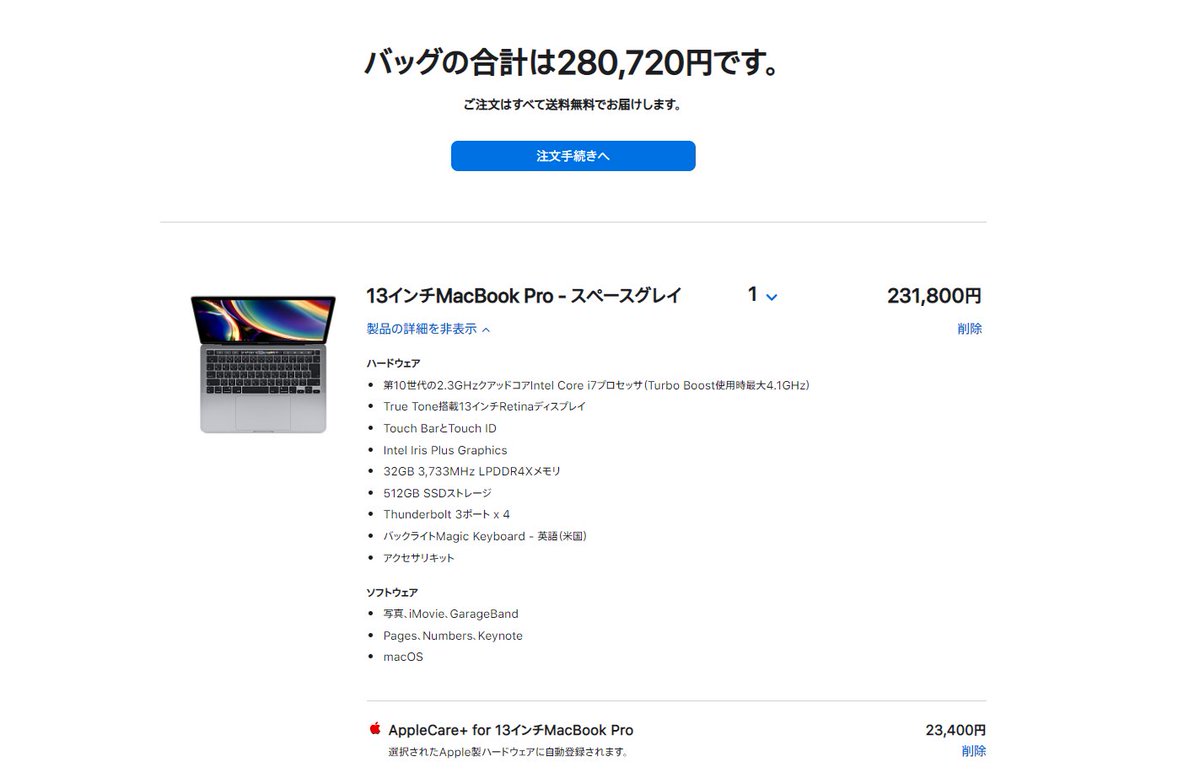 バッグの合計は280,720円です。
ご注文はすべて送料無料でお届けします。
注文手続きへ
13インチMacBook Pro - スペースグレイ 1 231,800円
製品の詳細を非表示 削除
ハードウェア
• 第10世代の2.3GHzクアッドコアIntel Core i7プロセッサ(Turbo Boost使用時最大4.1GHz)
• True Tone搭載13インチRetinaディスプレイ
• Touch BarとTouch ID
• Intel Iris Plus Graphics
• 32GB 3,733MHz LPDDR4Xメモリ
• 512GB SSDストレージ
• Thunderbolt 3ポート x 4
• バックライトMagic Keyboard - 英語(米国)
• アクセサリキット
ソフトウェア
• 写真、iMovie、GarageBand
• Pages、Numbers、Keynote
• macOS
AppleCare+ for 13インチMacBook Pro 23,400円
選択されたApple製ハードウェアに自動登録されます。 削除